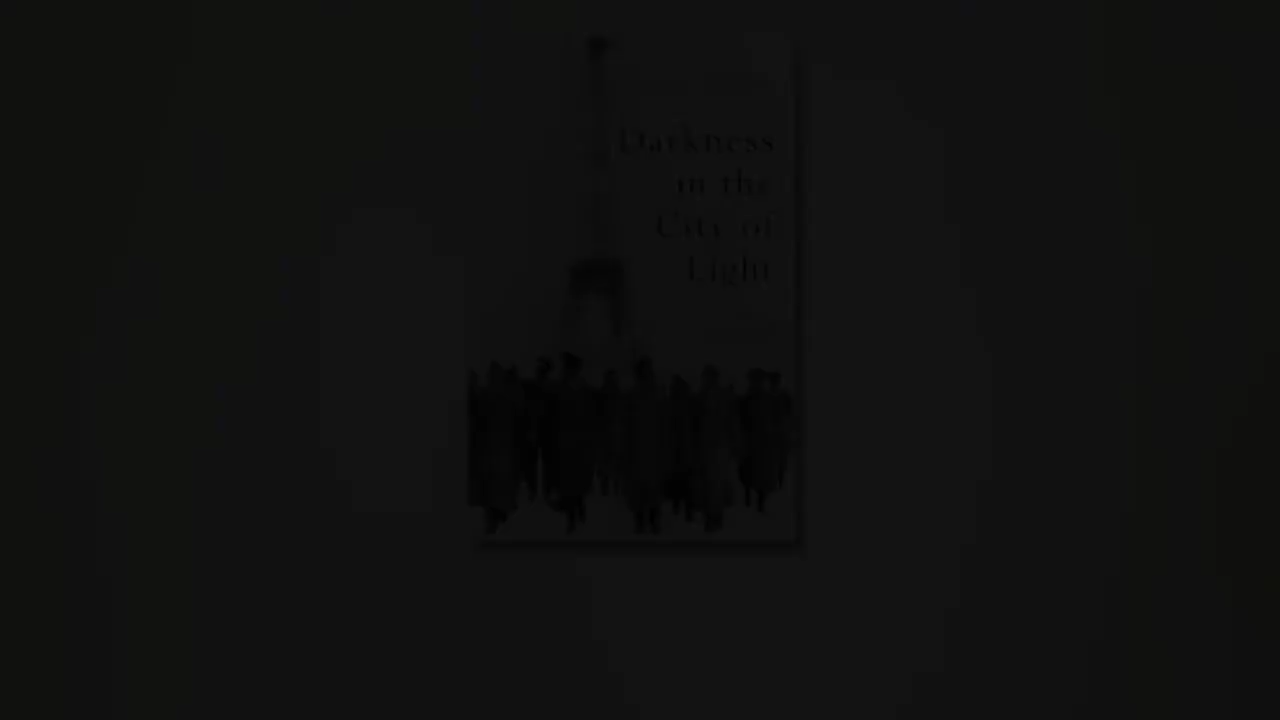 Darkness
in the
City of
Light